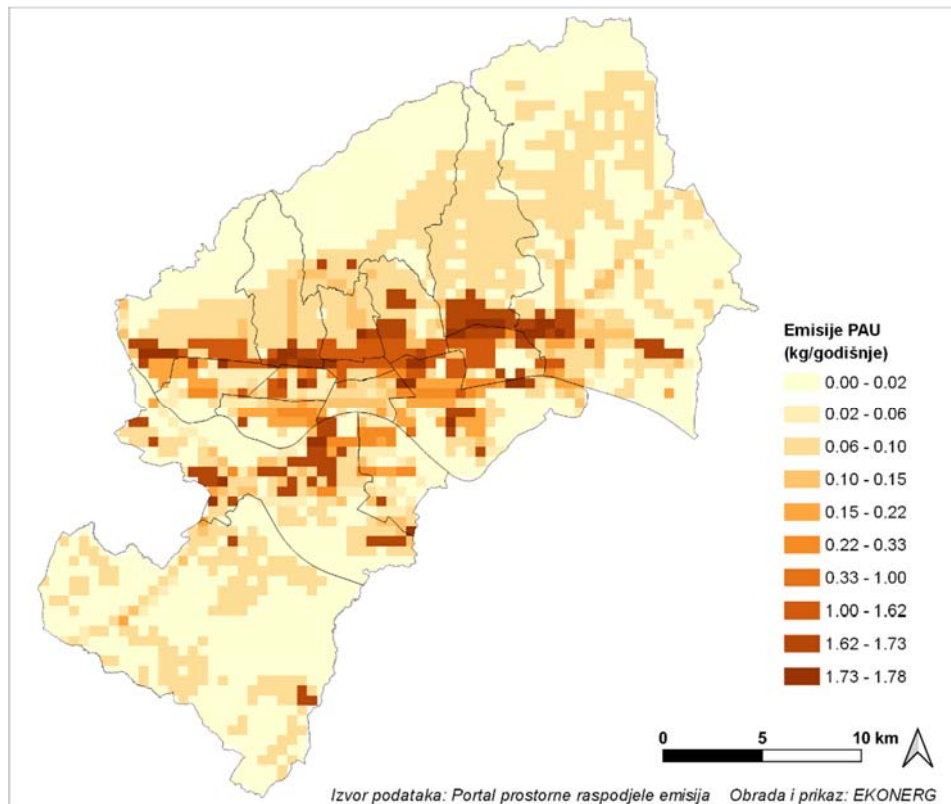 Emisije PAU
(kg/godišnje)
0.00 - 0.02
0.02 - 0.06
0.06 - 0.10
0.10 - 0.15
0.15 - 0.22
0.22 - 0.33
0.33 - 1.00
1.00 - 1.62
1.62 - 1.73
1.73 - 1.78
0 5 10 km
Izvor podataka: Portal prostorne raspodjele emisija Obrada i prikaz: EKONERG